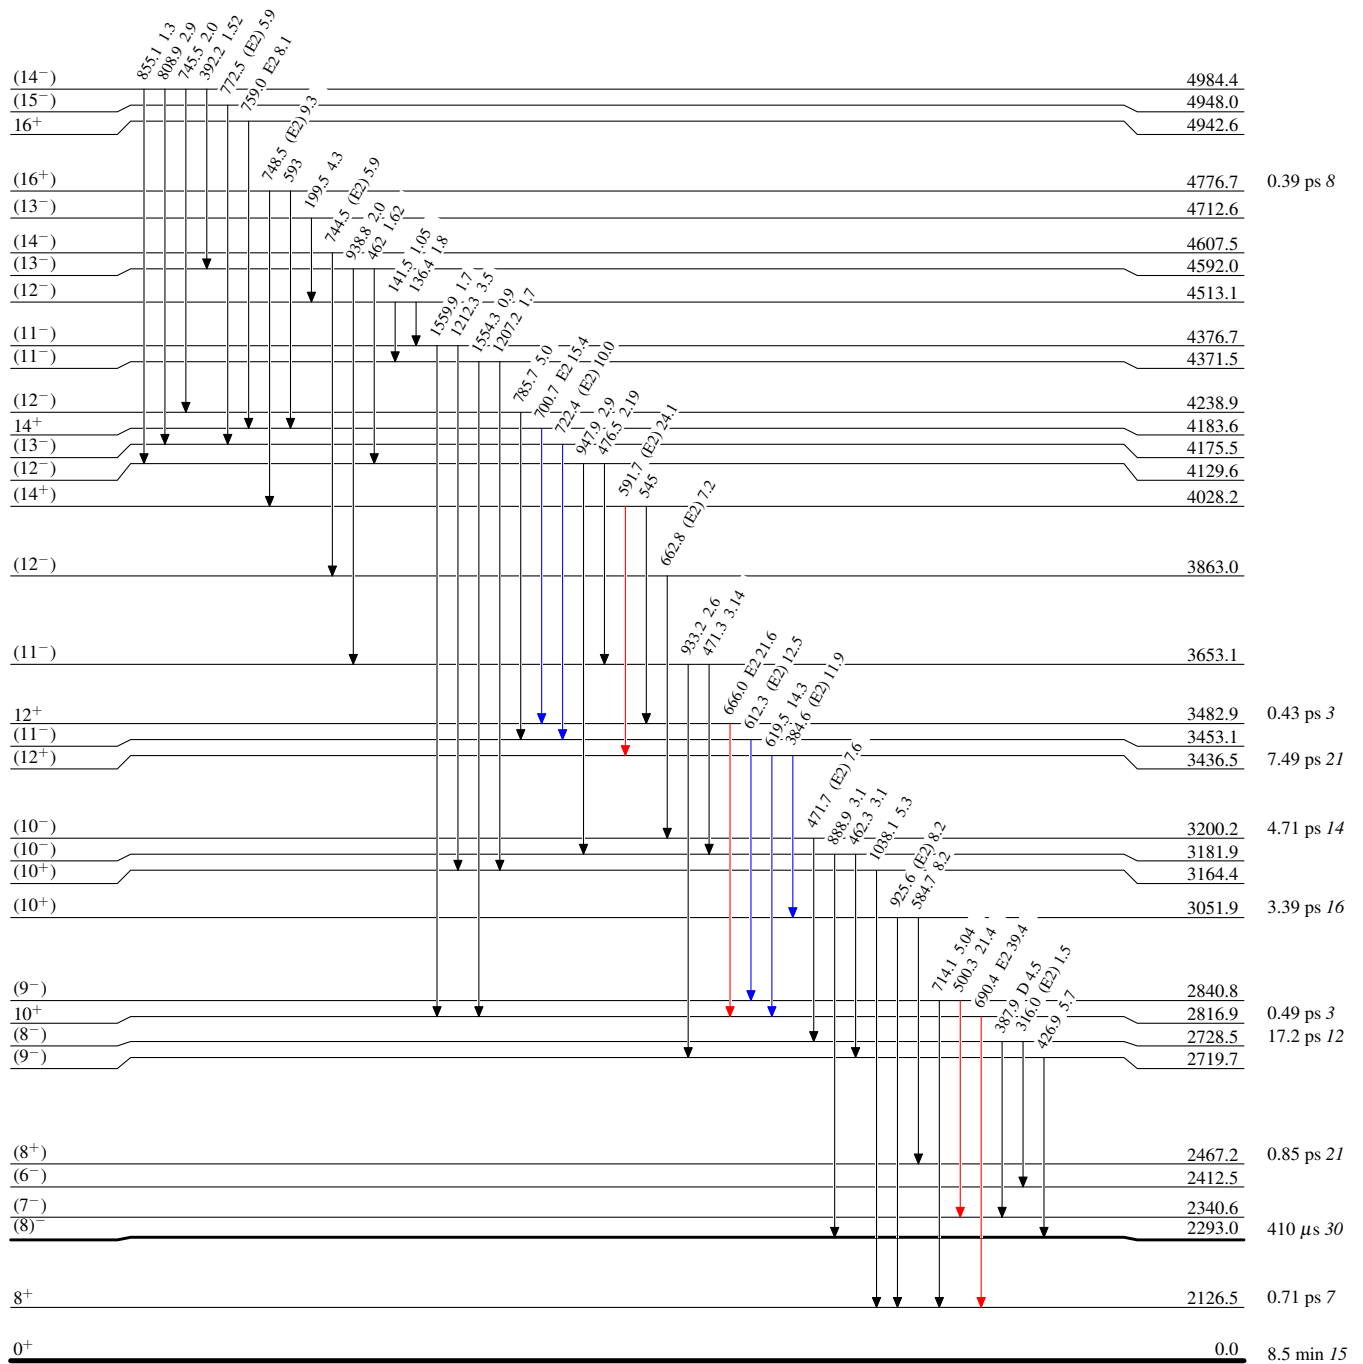 855.1 1.3
808.9 2.9
745.5 2.0
392.2 1.52
772.5 (E2) 5.9
759.0 E2 8.1
748.5 (E2) 9.3
593
199.5 4.3
744.5 (E2) 5.9
938.8 2.0
462 1.62
141.5 1.05
136.4 1.8
1559.9 1.7
1212.3 3.5
1554.3 0.9
1207.2 1.7
785.7 5.0
700.7 E2 15.4
722.4 (E2) 10.0
947.9 2.9
476.5 2.19
591.7 (E2) 24.1
545
662.8 (E2) 7.2
933.2 2.6
471.3 3.14
666.0 E2 21.6
612.3 (E2) 12.5
619.5 14.3
384.6 (E2) 11.9
471.7 (E2) 7.6
888.9 3.1
462.3 3.1
1038.1 5.3
925.6 (E2) 8.2
584.7 8.2
714.1 5.04
500.3 21.4
690.4 E2 39.4
387.9 D 4.5
316.0 (E2) 1.5
426.9 5.7
(14⁻) 4984.4
(15⁻) 4948.0
16⁺ 4942.6
(16⁺) 4776.7 0.39 ps 8
(13⁻) 4712.6
(14⁻) 4607.5
(13⁻) 4592.0
(12⁻) 4513.1
(11⁻) 4376.7
(11⁻) 4371.5
(12⁻) 4238.9
14⁺ 4183.6
(13⁻) 4175.5
(12⁻) 4129.6
(14⁺) 4028.2
(12⁻) 3863.0
(11⁻) 3653.1
12⁺ 3482.9 0.43 ps 3
(11⁻) 3453.1
(12⁺) 3436.5 7.49 ps 21
(10⁻) 3200.2 4.71 ps 14
(10⁻) 3181.9
(10⁺) 3164.4
(10⁺) 3051.9 3.39 ps 16
(9⁻) 2840.8
10⁺ 2816.9 0.49 ps 3
(8⁻) 2728.5 17.2 ps 12
(9⁻) 2719.7
(8⁺) 2467.2 0.85 ps 21
(6⁻) 2412.5
(7⁻) 2340.6
(8)⁻ 2293.0 410 μs 30
8⁺ 2126.5 0.71 ps 7
0⁺ 0.0 8.5 min 15